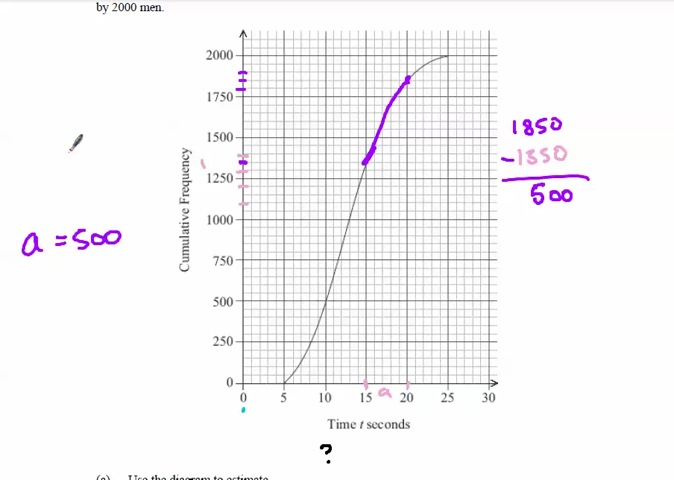 by 2000 men.
2000
1750
1500
1250
1000
750
500
250
0
Cumulative Frequency
0 5 10 15 20 25 30
a
Time t seconds
?
1850
-1350
500
a = 500
(a) Use the diagram to estimate